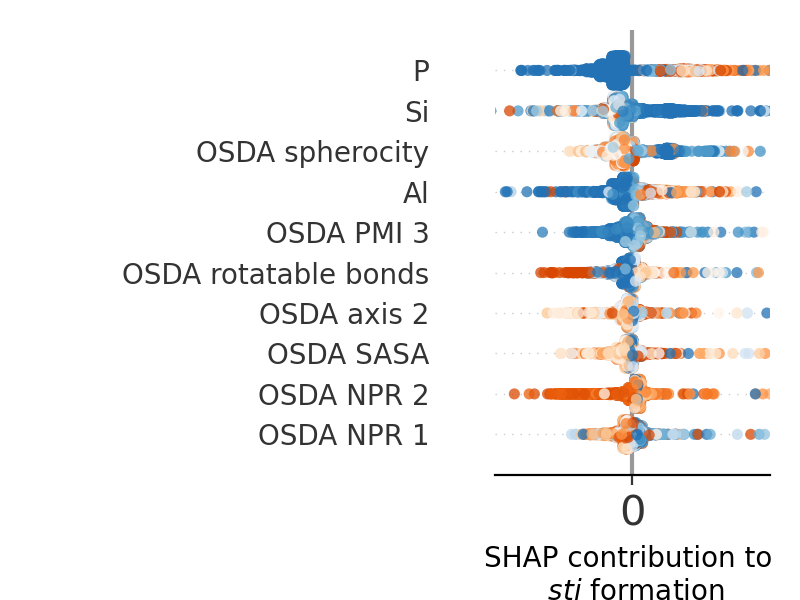 P
Si
OSDA spherocity
Al
OSDA PMI 3
OSDA rotatable bonds
OSDA axis 2
OSDA SASA
OSDA NPR 2
OSDA NPR 1
0
SHAP contribution to
sti formation